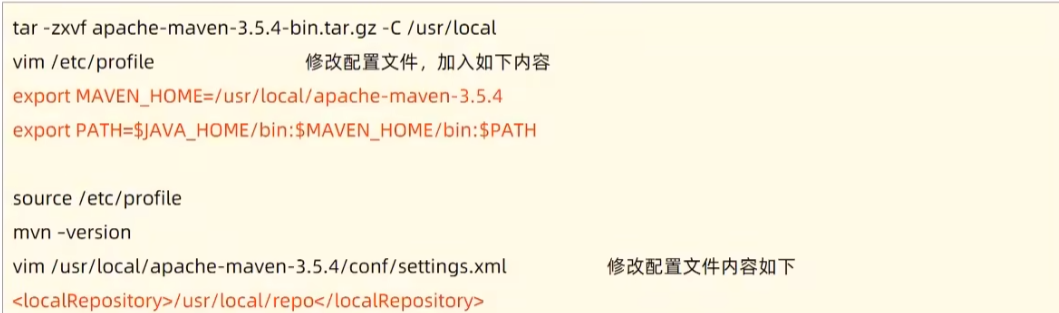 tar -zxvf apache-maven-3.5.4-bin.tar.gz -C /usr/local
vim /etc/profile 修改配置文件，加入如下内容
export MAVEN_HOME=/usr/local/apache-maven-3.5.4
export PATH=$JAVA_HOME/bin:$MAVEN_HOME/bin:$PATH
source /etc/profile
mvn –version
vim /usr/local/apache-maven-3.5.4/conf/settings.xml 修改配置文件内容如下
<localRepository>/usr/local/repo</localRepository>